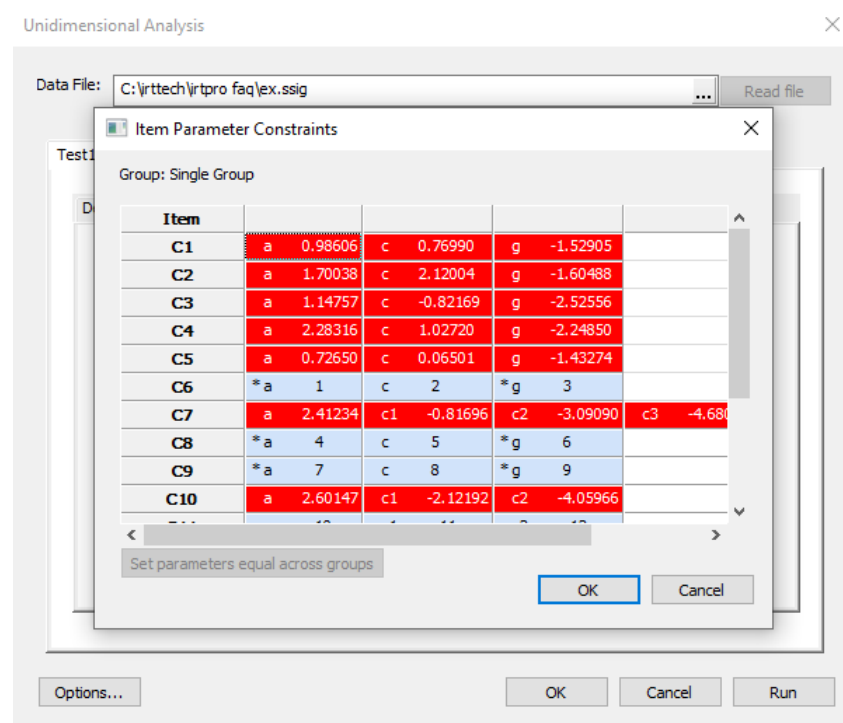 Unidimensional Analysis
Data File: C:\irttech\irtpro faq\ex.ssig ... Read file
Item Parameter Constraints
Test1
Group: Single Group
Item
C1 a 0.98606 c 0.76990 g -1.52905
C2 a 1.70038 c 2.12004 g -1.60488
C3 a 1.14757 c -0.82169 g -2.52556
C4 a 2.28316 c 1.02720 g -2.24850
C5 a 0.72650 c 0.06501 g -1.43274
C6 *a 1 c 2 *g 3
C7 a 2.41234 c1 -0.81696 c2 -3.09090 c3 -4.680
C8 *a 4 c 5 *g 6
C9 *a 7 c 8 *g 9
C10 a 2.60147 c1 -2.12192 c2 -4.05966
Set parameters equal across groups
OK Cancel
Options... OK Cancel Run